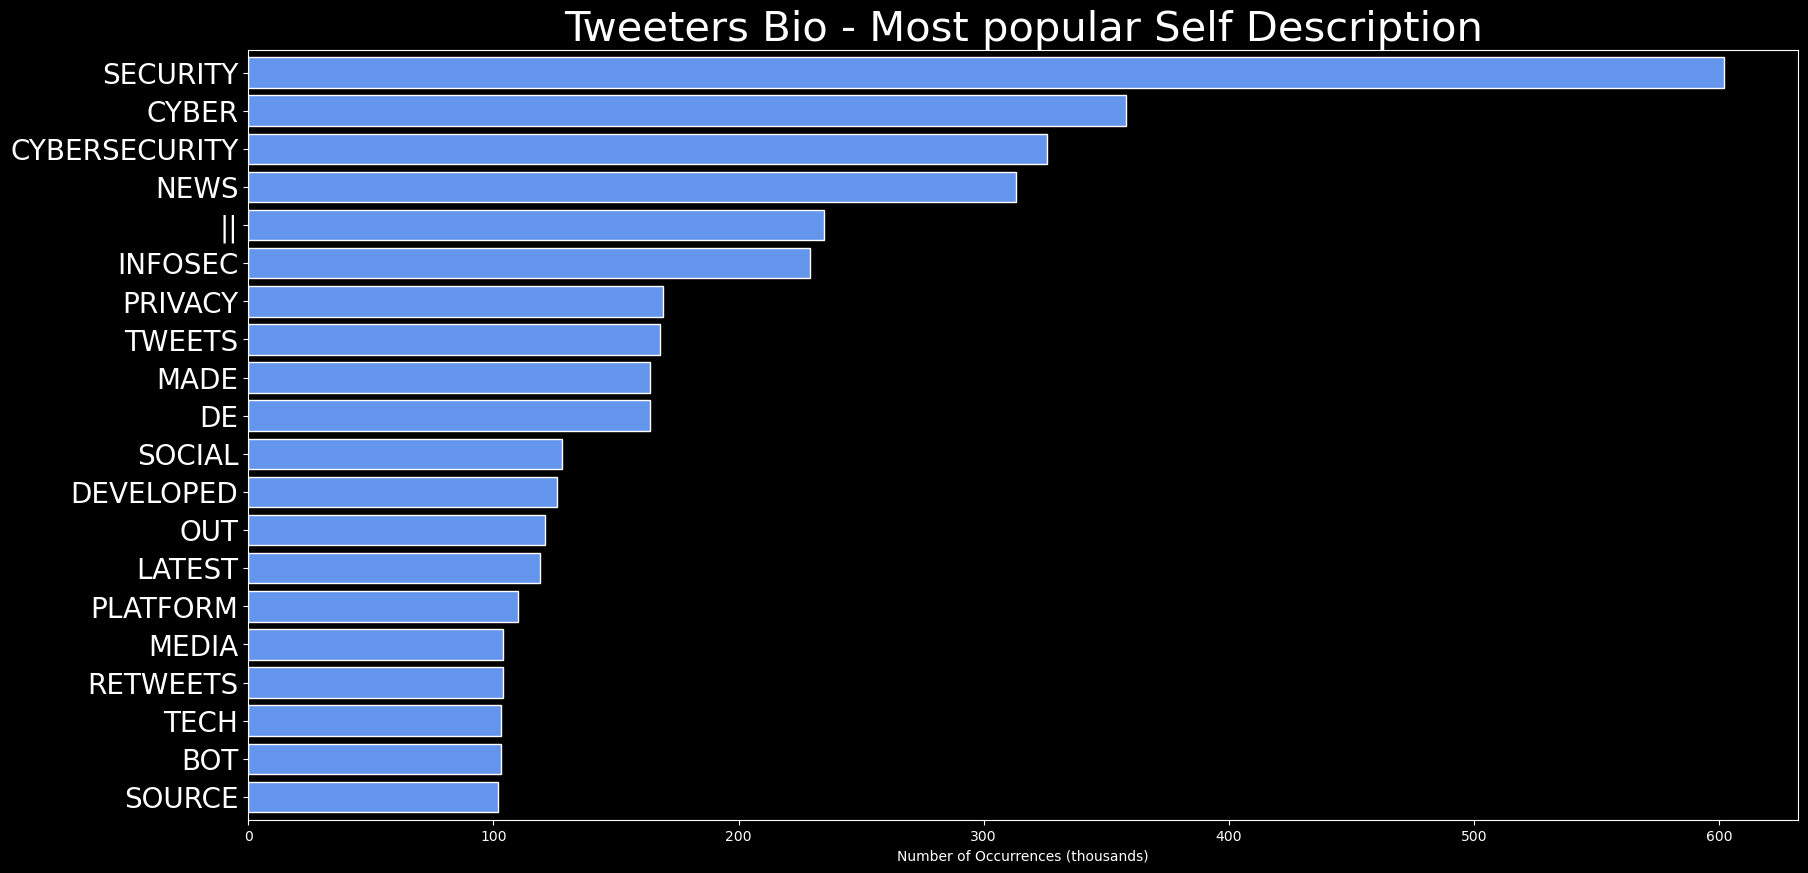 Tweeters Bio - Most popular Self Description
SECURITY
CYBER
CYBERSECURITY
NEWS
||
INFOSEC
PRIVACY
TWEETS
MADE
DE
SOCIAL
DEVELOPED
OUT
LATEST
PLATFORM
MEDIA
RETWEETS
TECH
BOT
SOURCE
0 100 200 300 400 500 600
Number of Occurrences (thousands)